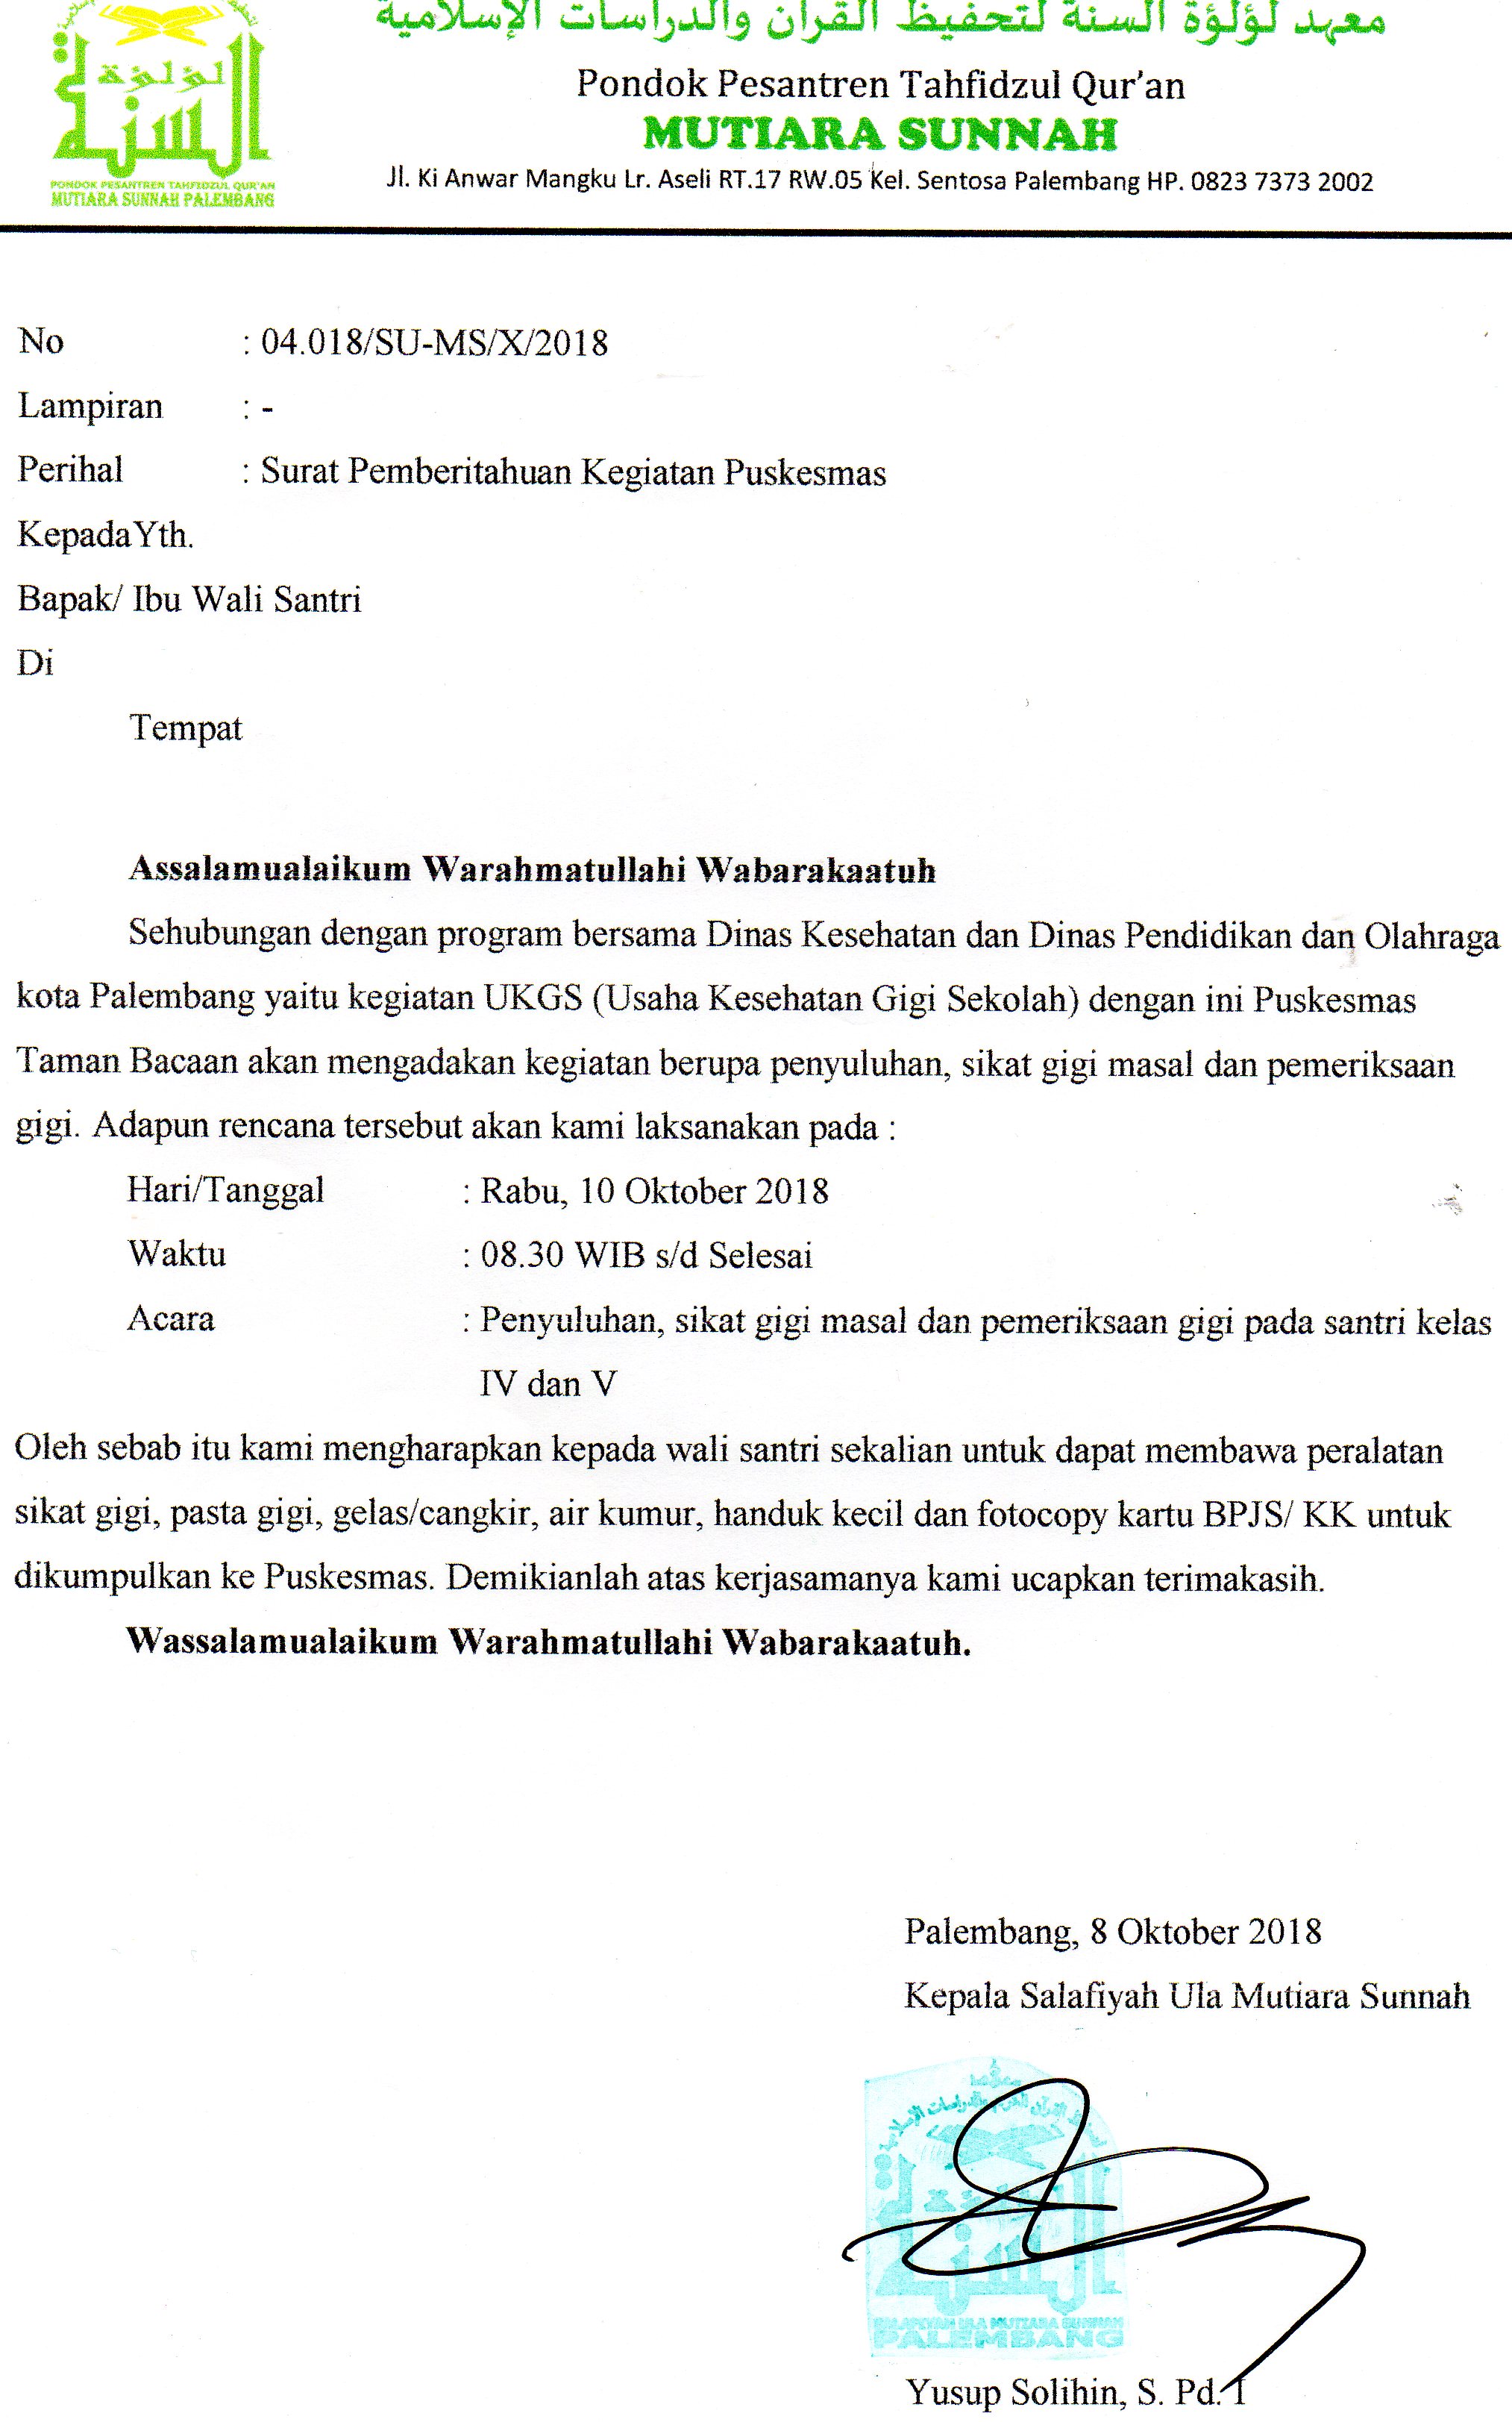 معهد لؤلؤة السنة لتحفيظ القرآن والدراسات الإسلامية
لؤلؤة
السنة
PONDOK PESANTREN TAHFIDZUL QUR'AN
MUTIARA SUNNAH PALEMBANG
Pondok Pesantren Tahfidzul Qur'an
MUTIARA SUNNAH
Jl. Ki Anwar Mangku Lr. Aseli RT.17 RW.05 Kel. Sentosa Palembang HP. 0823 7373 2002
No : 04.018/SU-MS/X/2018
Lampiran : -
Perihal : Surat Pemberitahuan Kegiatan Puskesmas
KepadaYth.
Bapak/ Ibu Wali Santri
Di
Tempat
Assalamualaikum Warahmatullahi Wabarakaatuh
Sehubungan dengan program bersama Dinas Kesehatan dan Dinas Pendidikan dan Olahraga
kota Palembang yaitu kegiatan UKGS (Usaha Kesehatan Gigi Sekolah) dengan ini Puskesmas
Taman Bacaan akan mengadakan kegiatan berupa penyuluhan, sikat gigi masal dan pemeriksaan
gigi. Adapun rencana tersebut akan kami laksanakan pada :
Hari/Tanggal : Rabu, 10 Oktober 2018
Waktu : 08.30 WIB s/d Selesai
Acara : Penyuluhan, sikat gigi masal dan pemeriksaan gigi pada santri kelas
IV dan V
Oleh sebab itu kami mengharapkan kepada wali santri sekalian untuk dapat membawa peralatan
sikat gigi, pasta gigi, gelas/cangkir, air kumur, handuk kecil dan fotocopy kartu BPJS/ KK untuk
dikumpulkan ke Puskesmas. Demikianlah atas kerjasamanya kami ucapkan terimakasih.
Wassalamualaikum Warahmatullahi Wabarakaatuh.
Palembang, 8 Oktober 2018
Kepala Salafiyah Ula Mutiara Sunnah
السنة
SALAFIYAH ULA MUTIARA SUNNAH
PALEMBANG
Yusup Solihin, S. Pd. I